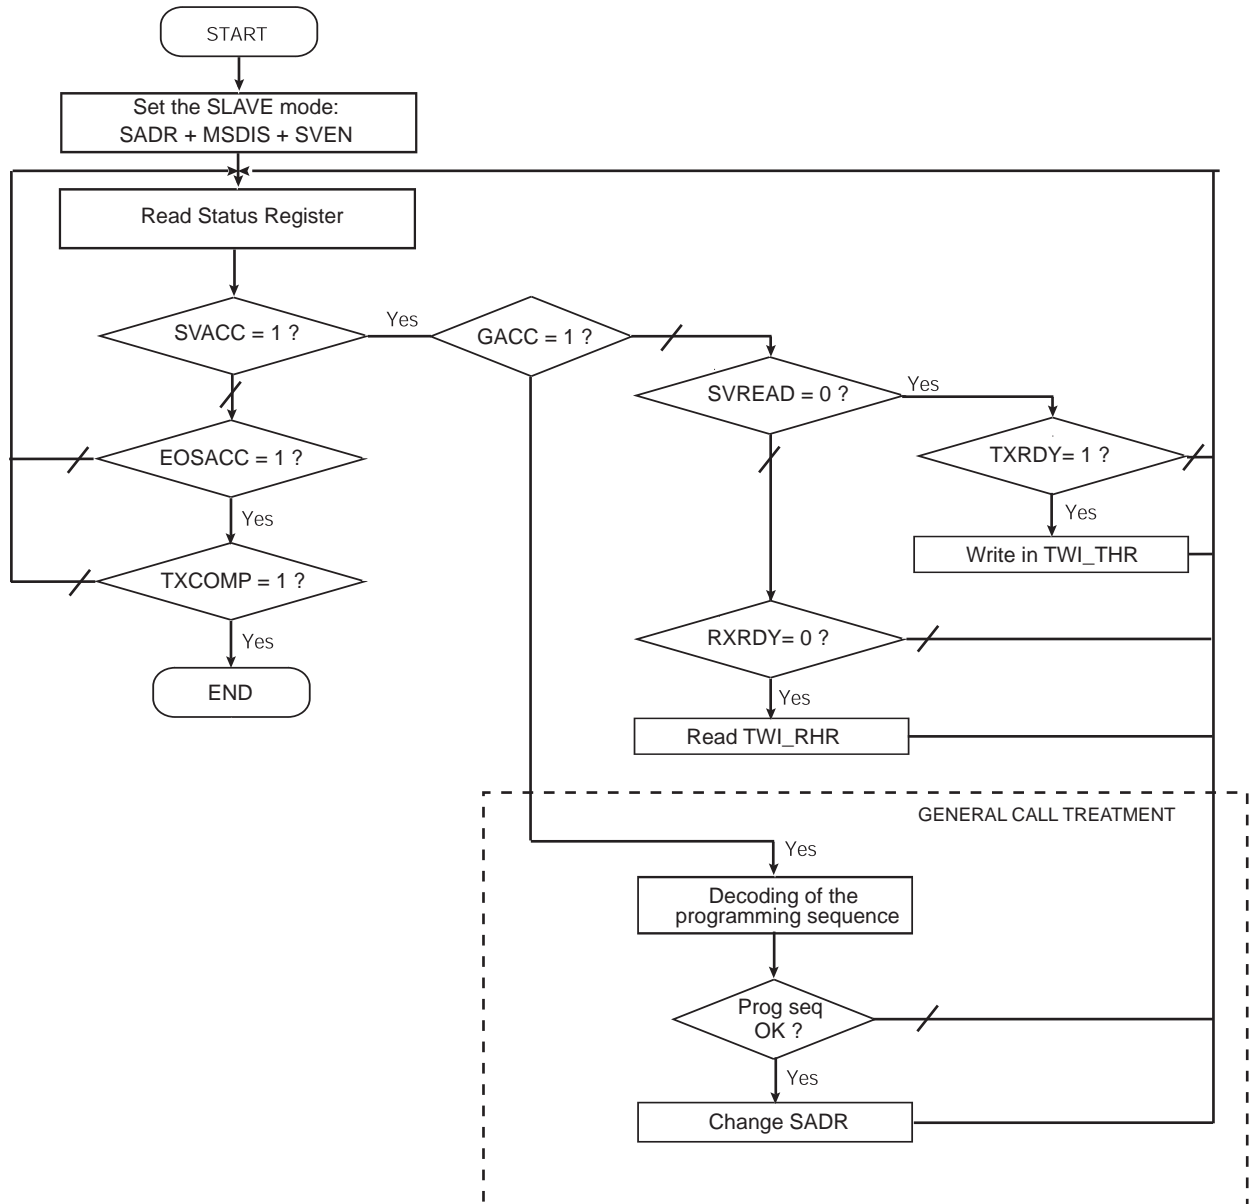 START
Set the SLAVE mode:
SADR + MSDIS + SVEN
Read Status Register
SVACC = 1 ?
Yes
GACC = 1 ?
SVREAD = 0 ?
Yes
EOSACC = 1 ?
TXRDY= 1 ?
Yes
Yes
Write in TWI_THR
TXCOMP = 1 ?
Yes
RXRDY= 0 ?
END
Yes
Read TWI_RHR
GENERAL CALL TREATMENT
Yes
Decoding of the
programming sequence
Prog seq
OK ?
Yes
Change SADR